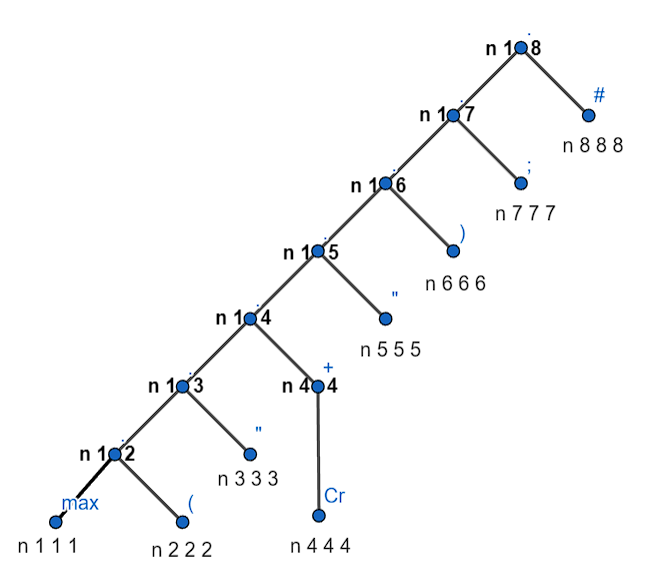 .
n 1 8
#
.
n 1 7
n 8 8 8
;
.
n 1 6
n 7 7 7
)
.
n 1 5
n 6 6 6
"
.
n 1 4
n 5 5 5
+
.
n 1 3
n 4 4
"
.
n 1 2
n 3 3 3
max
(
Cr
n 1 1 1
n 2 2 2
n 4 4 4